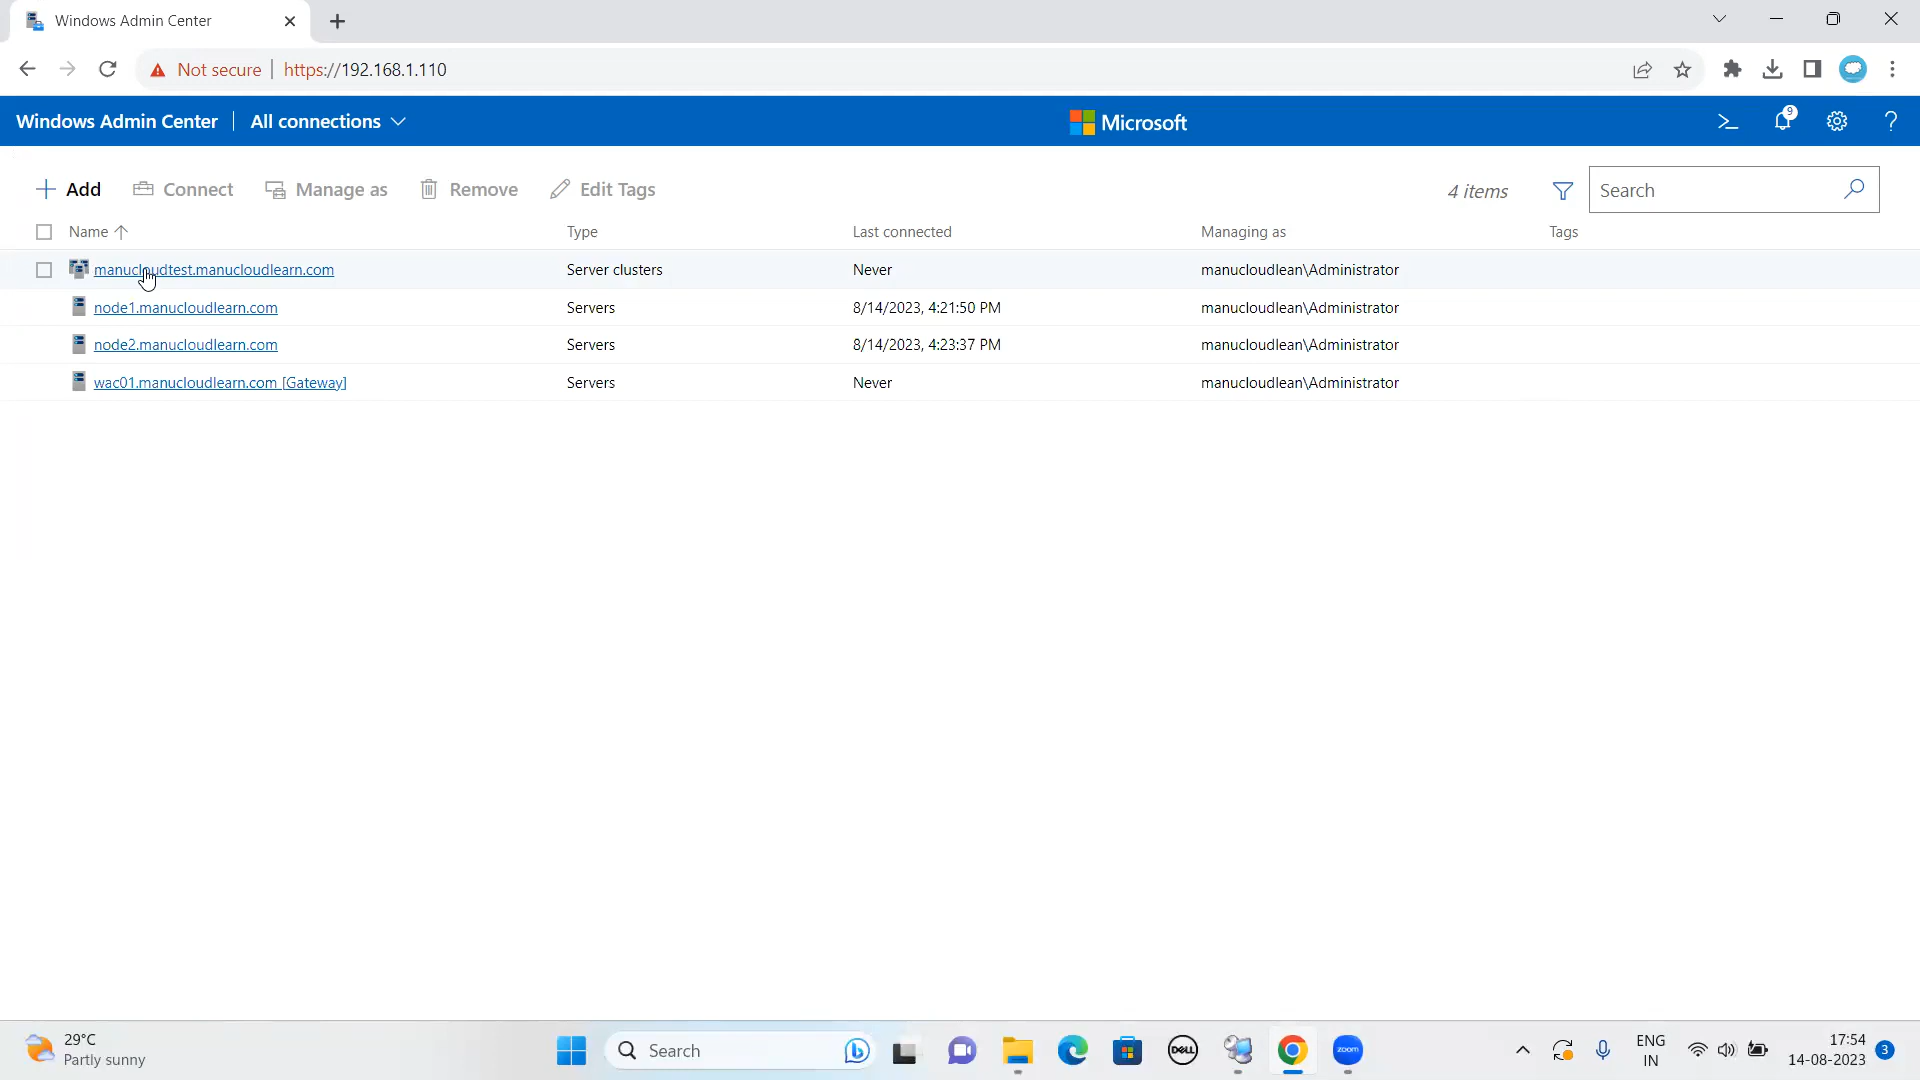 Windows Admin Center
Not secure | https://192.168.1.110
Windows Admin Center | All connections
Microsoft
9
Add Connect Manage as Remove Edit Tags
4 items
Search
Name Type Last connected Managing as Tags
manucloudtest.manucloudlearn.com Server clusters Never manucloudlean\Administrator
node1.manucloudlearn.com Servers 8/14/2023, 4:21:50 PM manucloudlean\Administrator
node2.manucloudlearn.com Servers 8/14/2023, 4:23:37 PM manucloudlean\Administrator
wac01.manucloudlearn.com [Gateway] Servers Never manucloudlean\Administrator
29°C
Partly sunny
Search
DELL
zoom
ENG
IN
17:54
14-08-2023
3